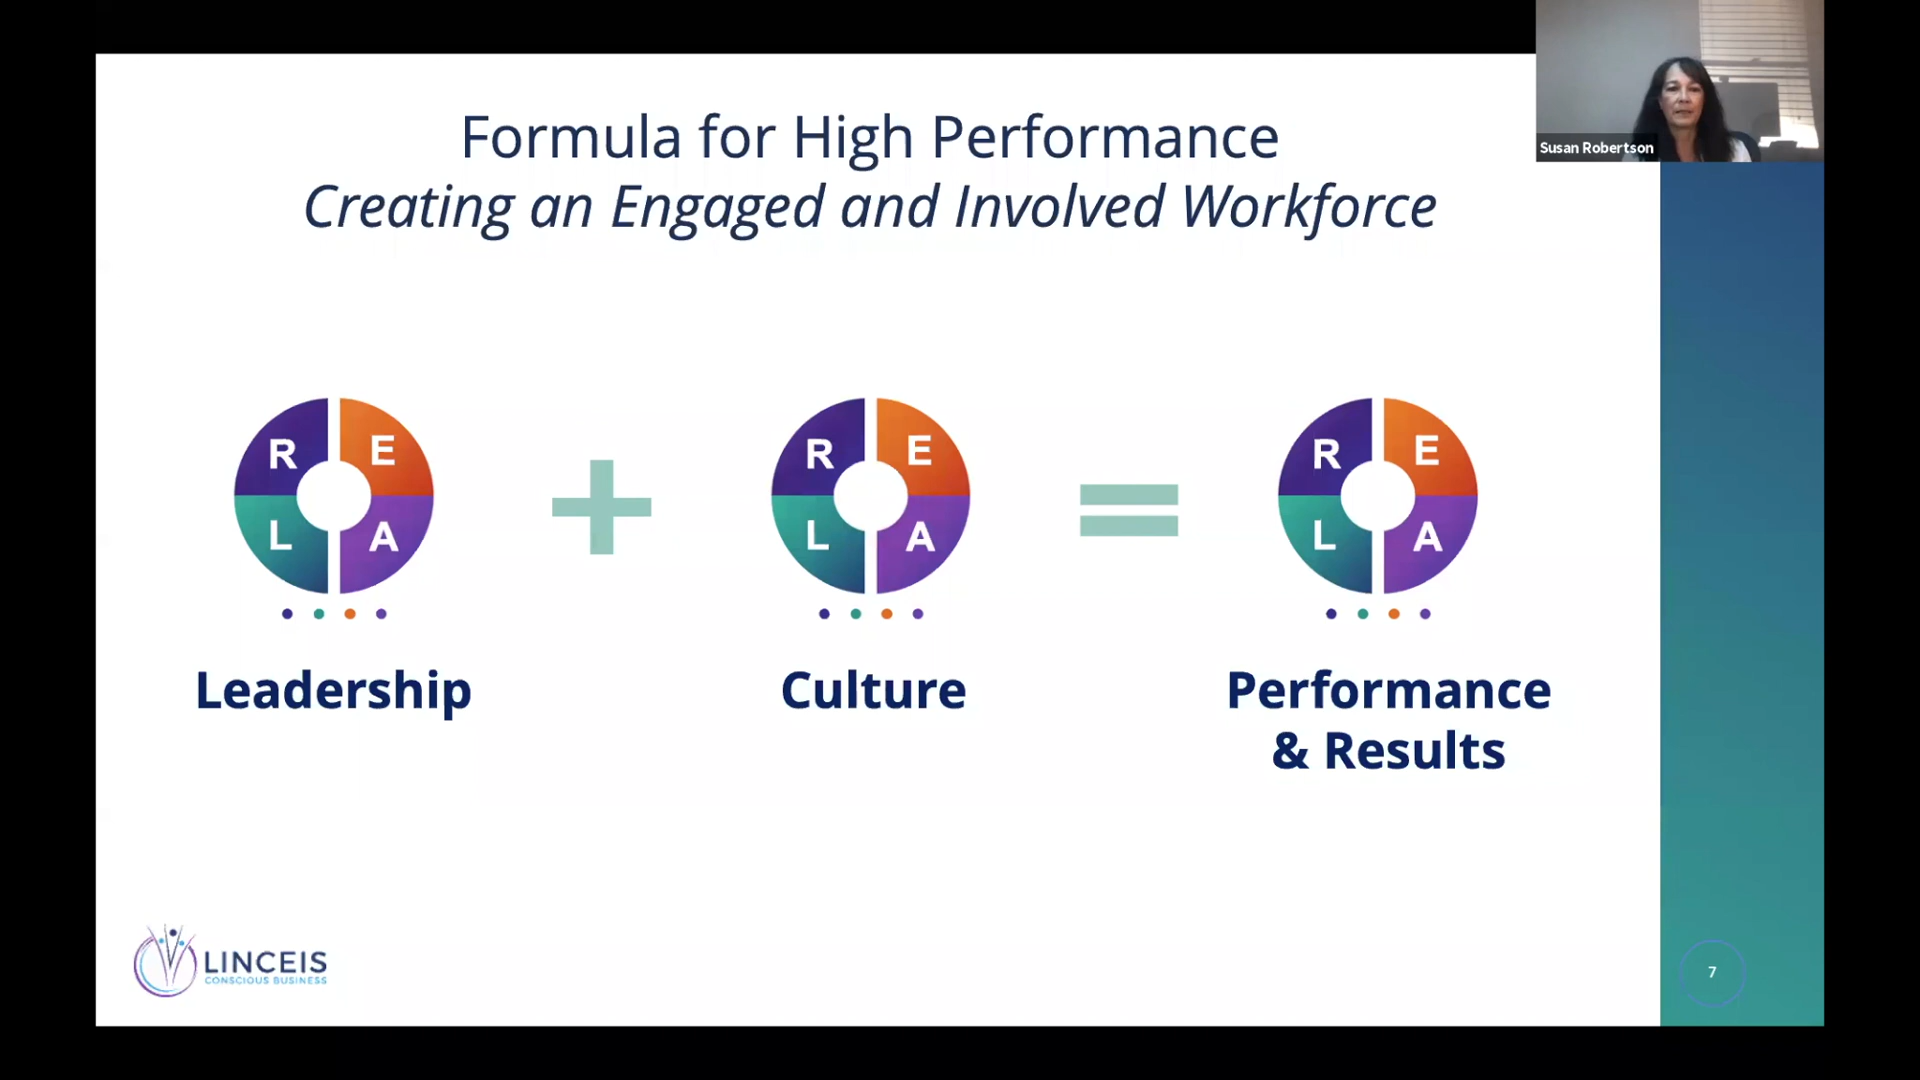 Formula for High Performance
Creating an Engaged and Involved Workforce
Susan Robertson
R E
L A
R E
L A
R E
L A
Leadership
Culture
Performance
& Results
LINCEIS
CONSCIOUS BUSINESS
7